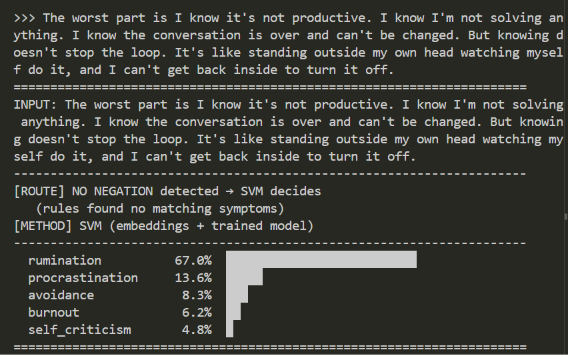 >>> The worst part is I know it's not productive. I know I'm not solving an
ything. I know the conversation is over and can't be changed. But knowing d
oesn't stop the loop. It's like standing outside my own head watching mysel
f do it, and I can't get back inside to turn it off.
======================================================================
INPUT: The worst part is I know it's not productive. I know I'm not solving
 anything. I know the conversation is over and can't be changed. But knowin
g doesn't stop the loop. It's like standing outside my own head watching my
self do it, and I can't get back inside to turn it off.
----------------------------------------------------------------------
[ROUTE] NO NEGATION detected → SVM decides
   (rules found no matching symptoms)
[METHOD] SVM (embeddings + trained model)
----------------------------------------------------------------------
  rumination          67.0%
  procrastination     13.6%
  avoidance            8.3%
  burnout              6.2%
  self_criticism       4.8%
======================================================================